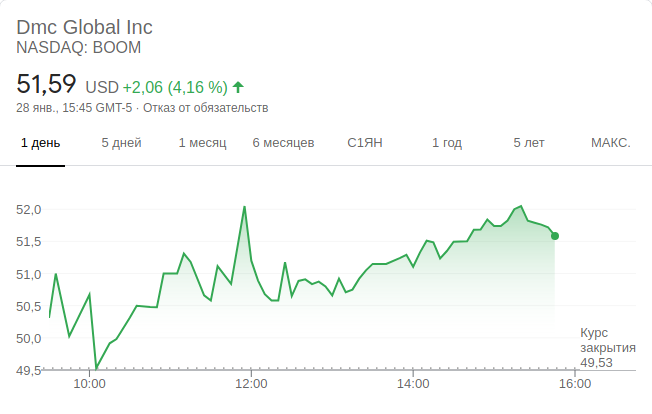 Dmc Global Inc
NASDAQ: BOOM
51,59 USD +2,06 (4,16 %)
28 янв., 15:45 GMT-5 · Отказ от обязательств
1 день 5 дней 1 месяц 6 месяцев С1ЯН 1 год 5 лет МАКС.
52,0
51,5
51,0
50,5
50,0
49,5
Курс
закрытия
49,53
10:00 12:00 14:00 16:00